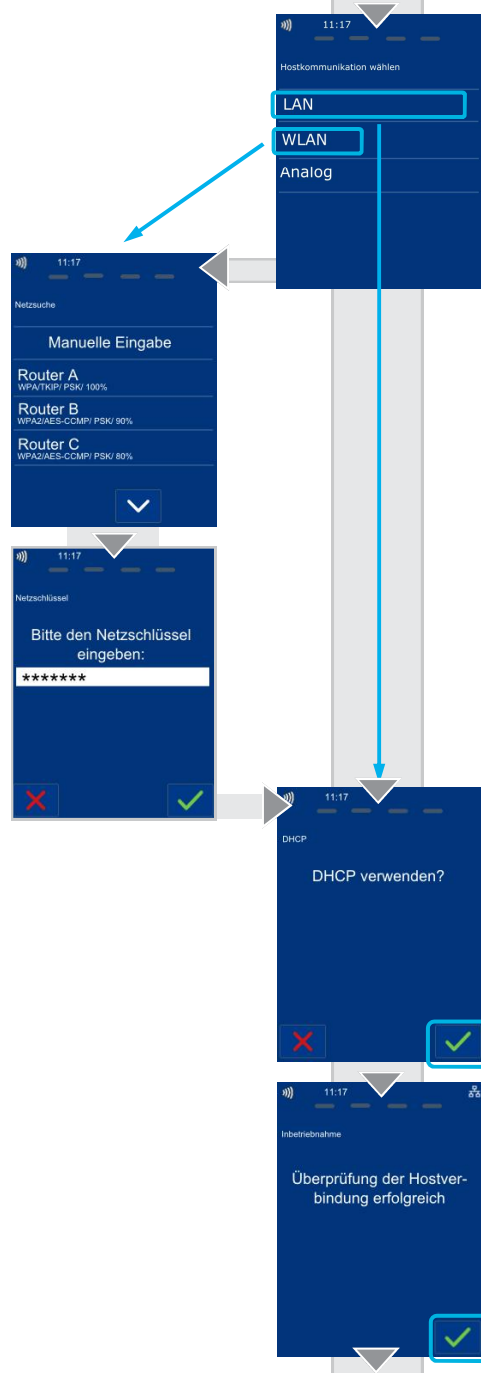 11:17
Hostkommunikation wählen
LAN
WLAN
Analog
11:17
Netzsuche
Manuelle Eingabe
Router A
WPA/TKIP/ PSK/ 100%
Router B
WPA2/AES-CCMP/ PSK/ 90%
Router C
WPA2/AES-CCMP/ PSK/ 80%
11:17
Netzschlüssel
Bitte den Netzschlüssel
eingeben:
*******
11:17
DHCP
DHCP verwenden?
11:17
Inbetriebnahme
Überprüfung der Hostver-
bindung erfolgreich